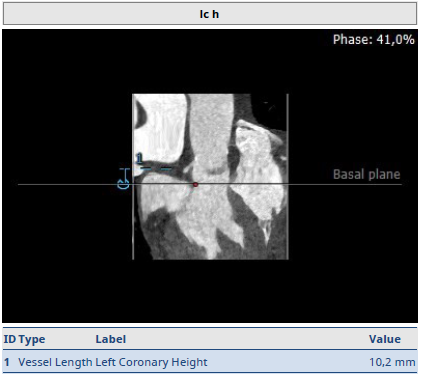 lc h
Phase: 41,0%
1
Basal plane
ID Type Label Value
1 Vessel Length Left Coronary Height 10,2 mm